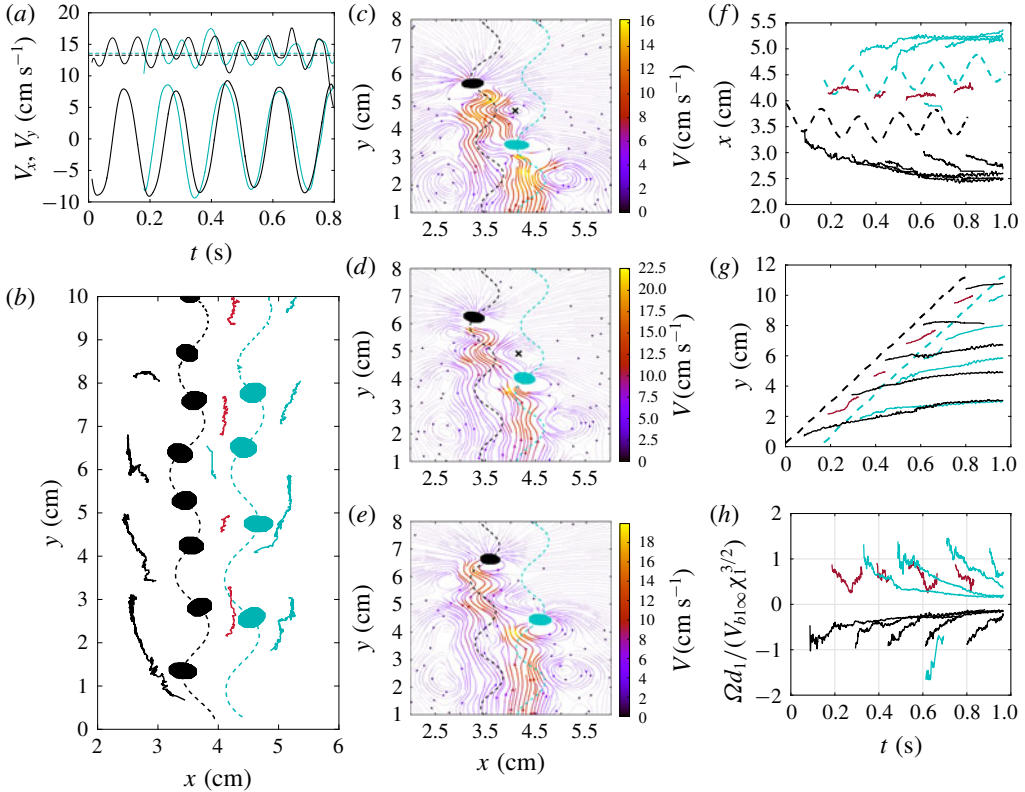 (a)
20
15
10
5
0
−5
−10
V_x, V_y (cm s⁻¹)
0 0.2 0.4 0.6 0.8
t (s)
(b)
10
9
8
7
6
5
4
3
2
1
0
y (cm)
2 3 4 5 6
x (cm)
(c)
8
7
6
5
4
3
2
1
y (cm)
2.5 3.5 4.5 5.5
16
14
12
10
8
6
4
2
0
V(cm s⁻¹)
(d)
8
7
6
5
4
3
2
1
y (cm)
2.5 3.5 4.5 5.5
22.5
20.0
17.5
15.0
12.5
10.0
7.5
5.0
2.5
0
V(cm s⁻¹)
(e)
8
7
6
5
4
3
2
1
y (cm)
2.5 3.5 4.5 5.5
x (cm)
18
16
14
12
10
8
6
4
2
0
V(cm s⁻¹)
(f)
5.5
5.0
4.5
4.0
3.5
3.0
2.5
2.0
x (cm)
0 0.2 0.4 0.6 0.8 1.0
(g)
12
10
8
6
4
2
0
y (cm)
0 0.2 0.4 0.6 0.8 1.0
(h)
2
1
0
−1
−2
Ωd₁/(V_{b1∞} χ₁^{3/2})
0 0.2 0.4 0.6 0.8 1.0
t (s)